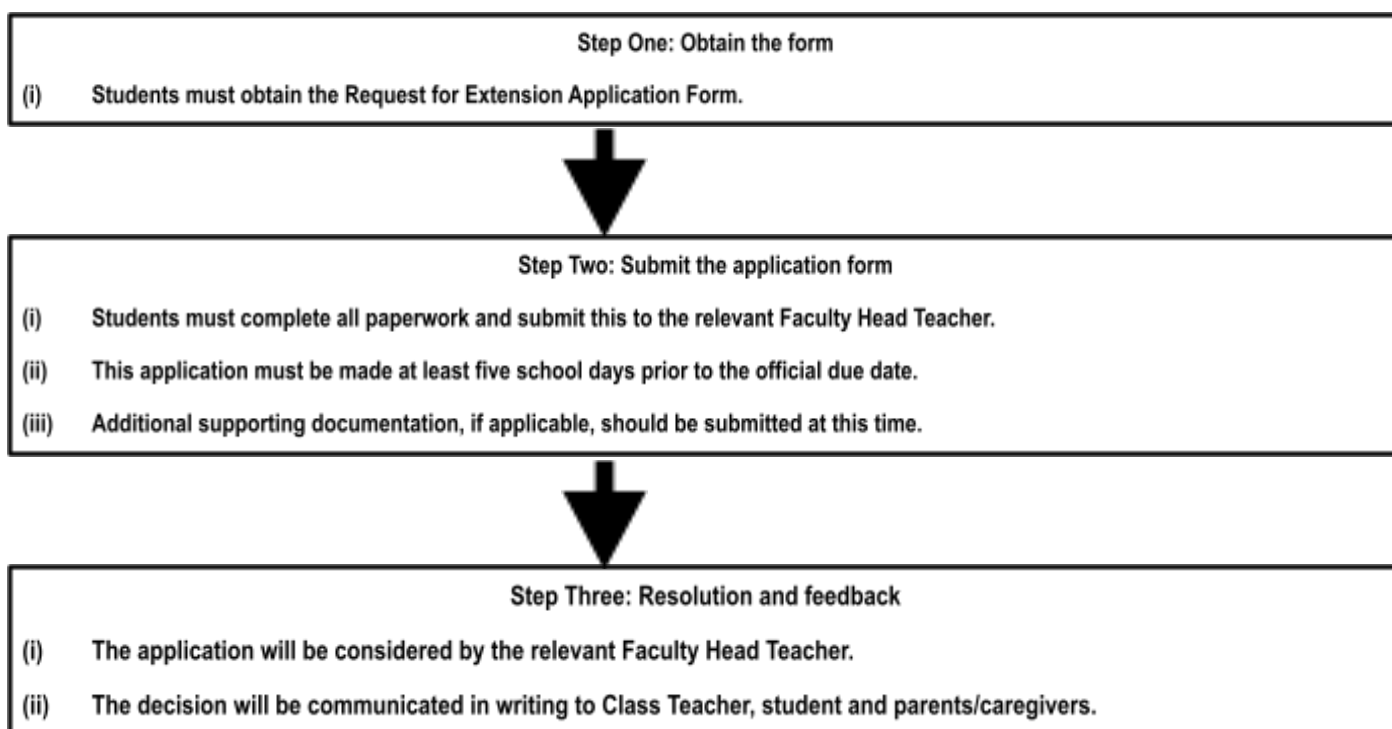 Step One: Obtain the form
(i) Students must obtain the Request for Extension Application Form.
Step Two: Submit the application form
(i) Students must complete all paperwork and submit this to the relevant Faculty Head Teacher.
(ii) This application must be made at least five school days prior to the official due date.
(iii) Additional supporting documentation, if applicable, should be submitted at this time.
Step Three: Resolution and feedback
(i) The application will be considered by the relevant Faculty Head Teacher.
(ii) The decision will be communicated in writing to Class Teacher, student and parents/caregivers.